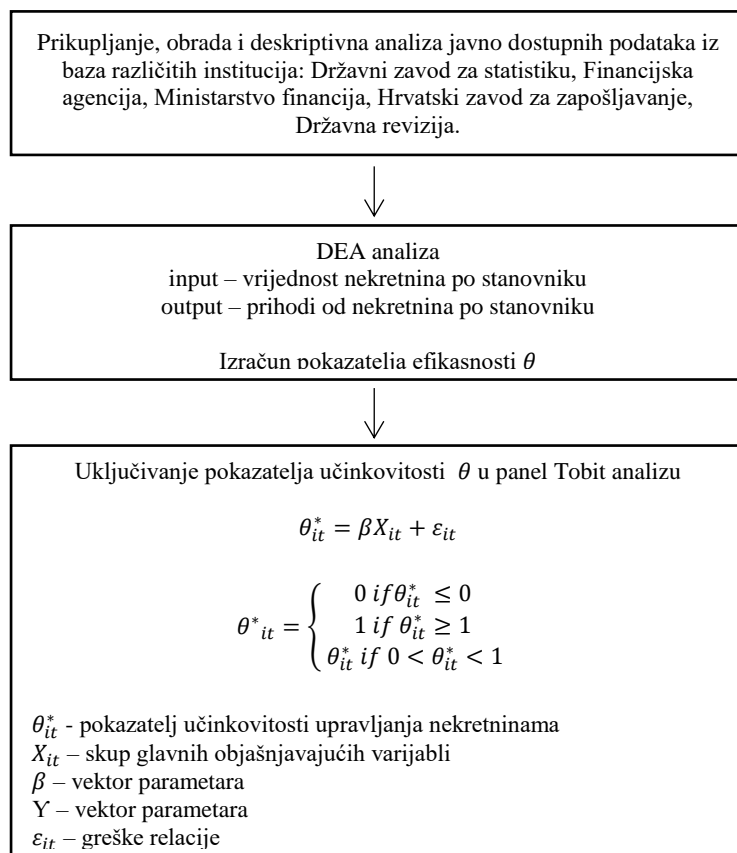 Prikupljanje, obrada i deskriptivna analiza javno dostupnih podataka iz
baza različitih institucija: Državni zavod za statistiku, Financijska
agencija, Ministarstvo financija, Hrvatski zavod za zapošljavanje,
Državna revizija.
DEA analiza
input – vrijednost nekretnina po stanovniku
output – prihodi od nekretnina po stanovniku
Izračun pokazatelja efikasnosti θ
Uključivanje pokazatelja učinkovitosti θ u panel Tobit analizu
θ*ᵢₜ = βXᵢₜ + εᵢₜ
θ*ᵢₜ = {
0 if θ*ᵢₜ ≤ 0
1 if θ*ᵢₜ ≥ 1
θ*ᵢₜ if 0 < θ*ᵢₜ < 1
θ*ᵢₜ - pokazatelj učinkovitosti upravljanja nekretninama
Xᵢₜ – skup glavnih objašnjavajućih varijabli
β – vektor parametara
ϒ – vektor parametara
εᵢₜ – greške relacije